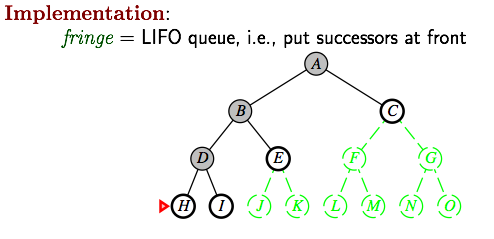 Implementation:
fringe = LIFO queue, i.e., put successors at front
A
B C
D E F G
H I J K L M N O